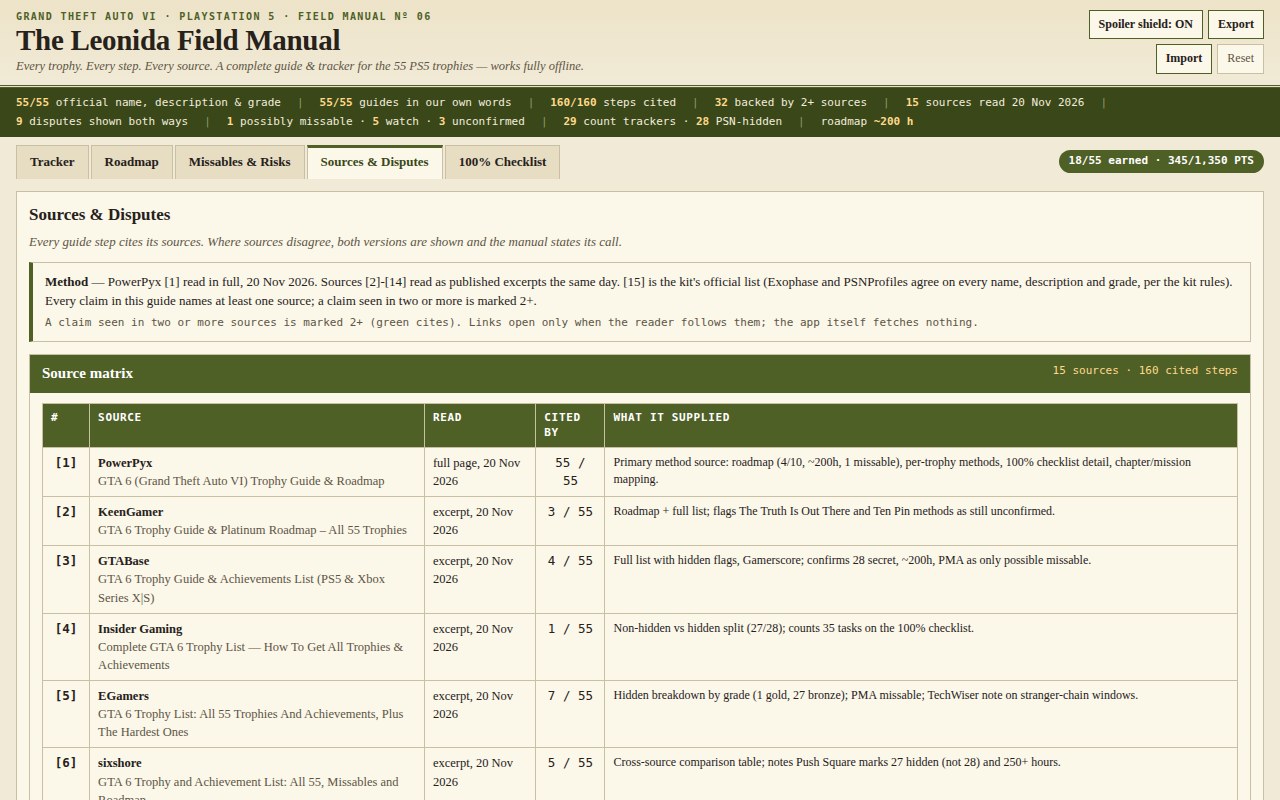 GRAND THEFT AUTO VI · PLAYSTATION 5 · FIELD MANUAL Nº 06
The Leonida Field Manual
Every trophy. Every step. Every source. A complete guide & tracker for the 55 PS5 trophies — works fully offline.
Spoiler shield: ON
Export
Import
Reset
55/55 official name, description & grade | 55/55 guides in our own words | 160/160 steps cited | 32 backed by 2+ sources | 15 sources read 20 Nov 2026 |
9 disputes shown both ways | 1 possibly missable · 5 watch · 3 unconfirmed | 29 count trackers · 28 PSN-hidden | roadmap ~200 h
Tracker
Roadmap
Missables & Risks
Sources & Disputes
100% Checklist
18/55 earned · 345/1,350 PTS
Sources & Disputes
Every guide step cites its sources. Where sources disagree, both versions are shown and the manual states its call.
Method — PowerPyx [1] read in full, 20 Nov 2026. Sources [2]-[14] read as published excerpts the same day. [15] is the kit's official list (Exophase and PSNProfiles agree on every name, description and grade, per the kit rules).
Every claim in this guide names at least one source; a claim seen in two or more is marked 2+.
A claim seen in two or more sources is marked 2+ (green cites). Links open only when the reader follows them; the app itself fetches nothing.
Source matrix
15 sources · 160 cited steps
# SOURCE READ CITED BY WHAT IT SUPPLIED
[1] PowerPyx
GTA 6 (Grand Theft Auto VI) Trophy Guide & Roadmap
full page, 20 Nov
2026
55 /
55
Primary method source: roadmap (4/10, ~200h, 1 missable), per-trophy methods, 100% checklist detail, chapter/mission
mapping.
[2] KeenGamer
GTA 6 Trophy Guide & Platinum Roadmap – All 55 Trophies
excerpt, 20 Nov
2026
3 / 55
Roadmap + full list; flags The Truth Is Out There and Ten Pin methods as still unconfirmed.
[3] GTABase
GTA 6 Trophy Guide & Achievements List (PS5 & Xbox
Series X|S)
excerpt, 20 Nov
2026
4 / 55
Full list with hidden flags, Gamerscore; confirms 28 secret, ~200h, PMA as only possible missable.
[4] Insider Gaming
Complete GTA 6 Trophy List — How To Get All Trophies &
Achievements
excerpt, 20 Nov
2026
1 / 55
Non-hidden vs hidden split (27/28); counts 35 tasks on the 100% checklist.
[5] EGamers
GTA 6 Trophy List: All 55 Trophies And Achievements, Plus
The Hardest Ones
excerpt, 20 Nov
2026
7 / 55
Hidden breakdown by grade (1 gold, 27 bronze); PMA missable; TechWiser note on stranger-chain windows.
[6] sixshore
GTA 6 Trophy and Achievement List: All 55, Missables and
Roadmap
excerpt, 20 Nov
2026
5 / 55
Cross-source comparison table; notes Push Square marks 27 hidden (not 28) and 250+ hours.